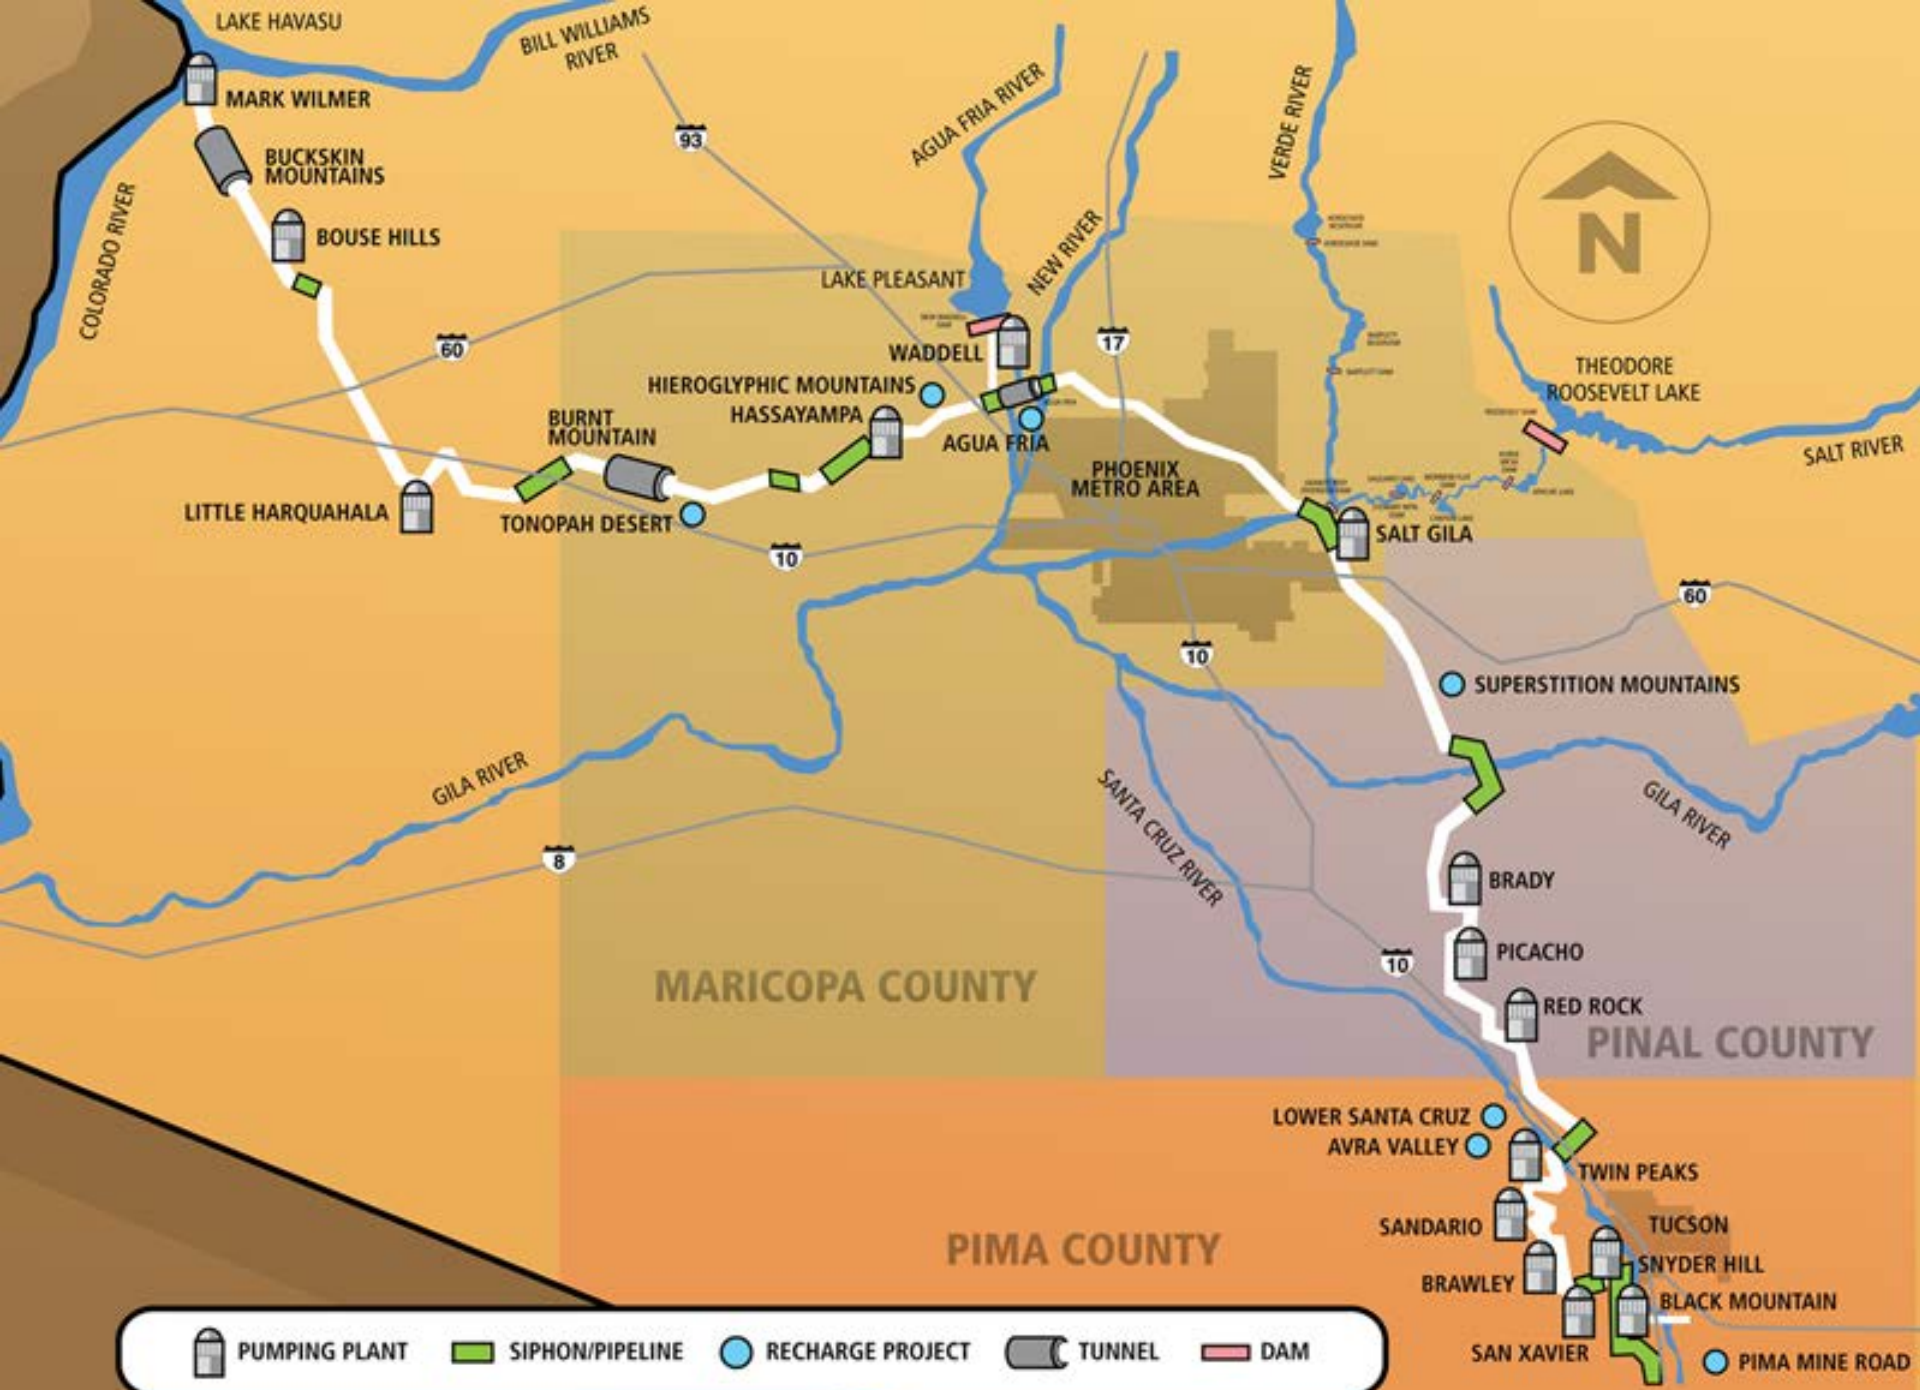 LAKE HAVASU
BILL WILLIAMS
RIVER
MARK WILMER
AGUA FRIA RIVER
VERDE RIVER
93
BUCKSKIN
MOUNTAINS
COLORADO RIVER
BOUSE HILLS
N
NEW RIVER
LAKE PLEASANT
60
WADDELL
17
THEODORE
ROOSEVELT LAKE
HIEROGLYPHIC MOUNTAINS
HASSAYAMPA
BURNT
MOUNTAIN
AGUA FRIA
SALT RIVER
PHOENIX
METRO AREA
LITTLE HARQUAHALA
TONOPAH DESERT
SALT GILA
10
60
10
SUPERSTITION MOUNTAINS
GILA RIVER
SANTA CRUZ RIVER
GILA RIVER
8
BRADY
PICACHO
10
MARICOPA COUNTY
RED ROCK
PINAL COUNTY
LOWER SANTA CRUZ
AVRA VALLEY
TWIN PEAKS
SANDARIO
TUCSON
PIMA COUNTY
SNYDER HILL
BRAWLEY
BLACK MOUNTAIN
SAN XAVIER
PIMA MINE ROAD
PUMPING PLANT
SIPHON/PIPELINE
RECHARGE PROJECT
TUNNEL
DAM